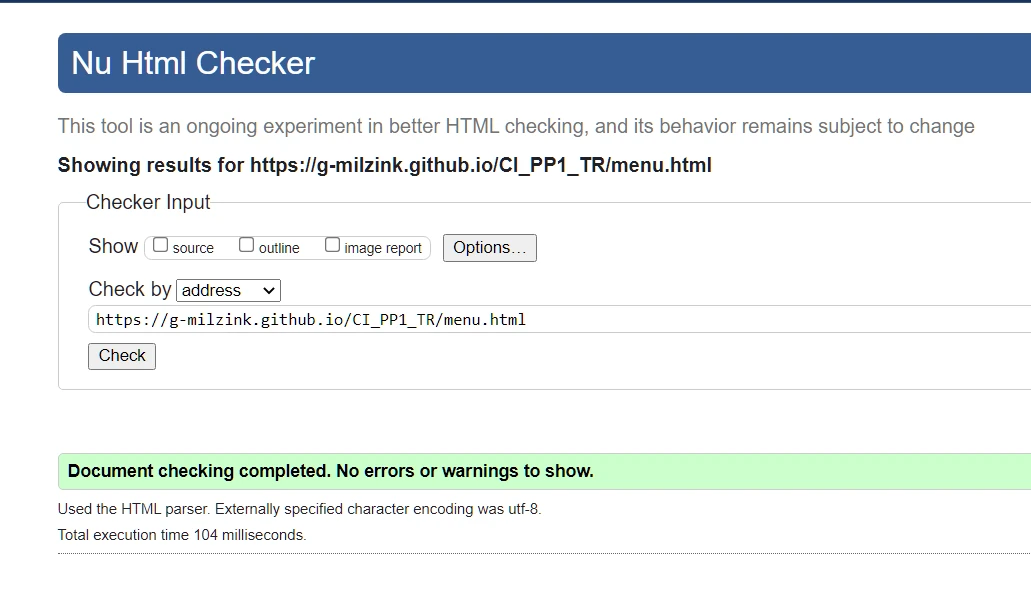 Nu Html Checker
This tool is an ongoing experiment in better HTML checking, and its behavior remains subject to change
Showing results for https://g-milzink.github.io/CI_PP1_TR/menu.html
Checker Input
Show source outline image report Options...
Check by address
https://g-milzink.github.io/CI_PP1_TR/menu.html
Check
Document checking completed. No errors or warnings to show.
Used the HTML parser. Externally specified character encoding was utf-8.
Total execution time 104 milliseconds.